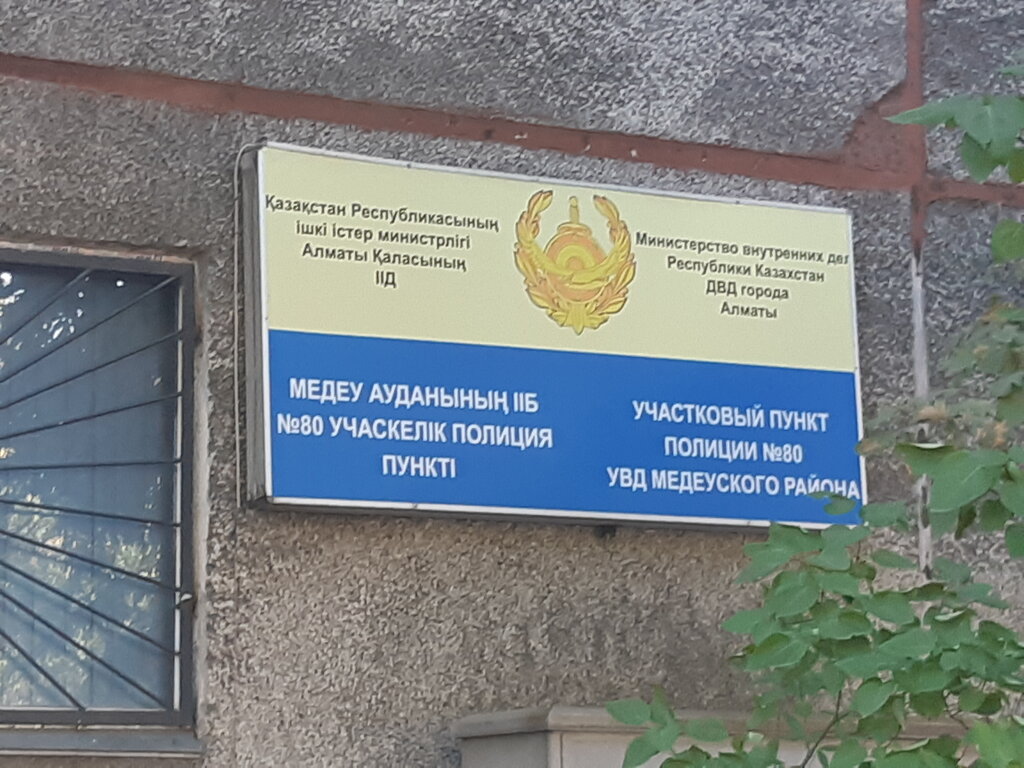 Қазақстан Республикасының
ішкі істер министрлігі
Алматы Қаласының
ІІД
Министерство внутренних дел
Республики Казахстан
ДВД города
Алматы
МЕДЕУ АУДАНЫНЫҢ ІІБ
№80 УЧАСКЕЛІК ПОЛИЦИЯ
ПУНКТІ
УЧАСТКОВЫЙ ПУНКТ
ПОЛИЦИИ №80
УВД МЕДЕУСКОГО РАЙОНА